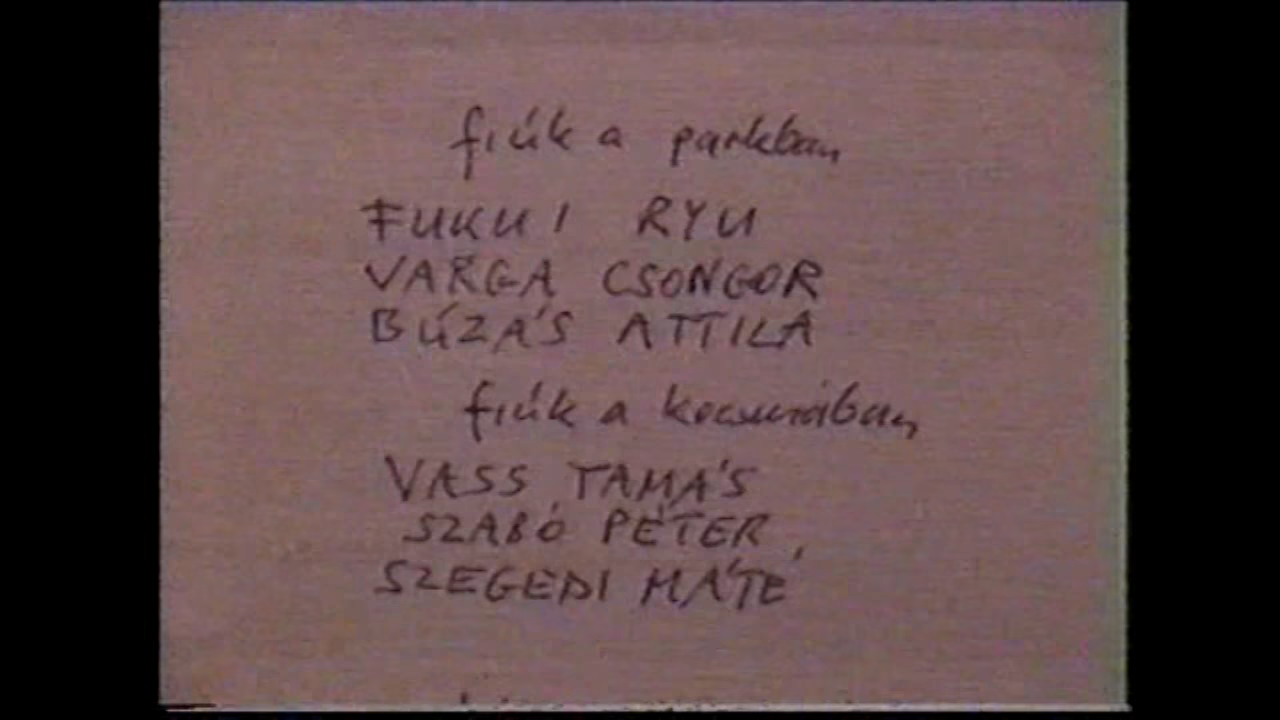 fiúk a parkban
FUKUI RYU
VARGA CSONGOR
BÚZÁS ATTILA
fiúk a kocsmában
VASS TAMÁS
SZABÓ PÉTER
SZEGEDI MÁTÉ